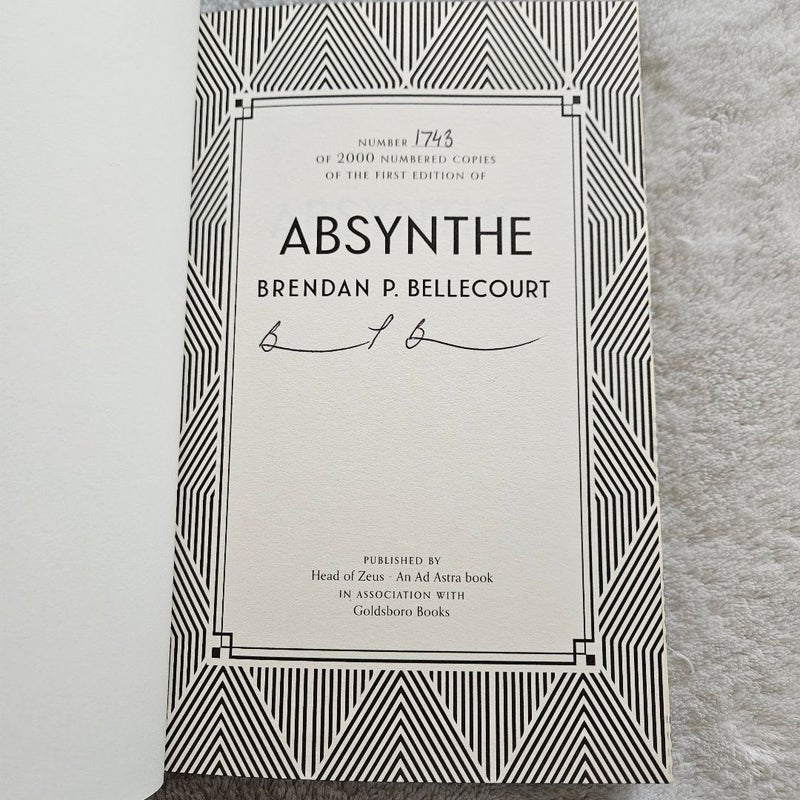 NUMBER 1743
OF 2000 NUMBERED COPIES
OF THE FIRST EDITION OF
ABSYNTHE
BRENDAN P. BELLECOURT
PUBLISHED BY
Head of Zeus · An Ad Astra book
IN ASSOCIATION WITH
Goldsboro Books